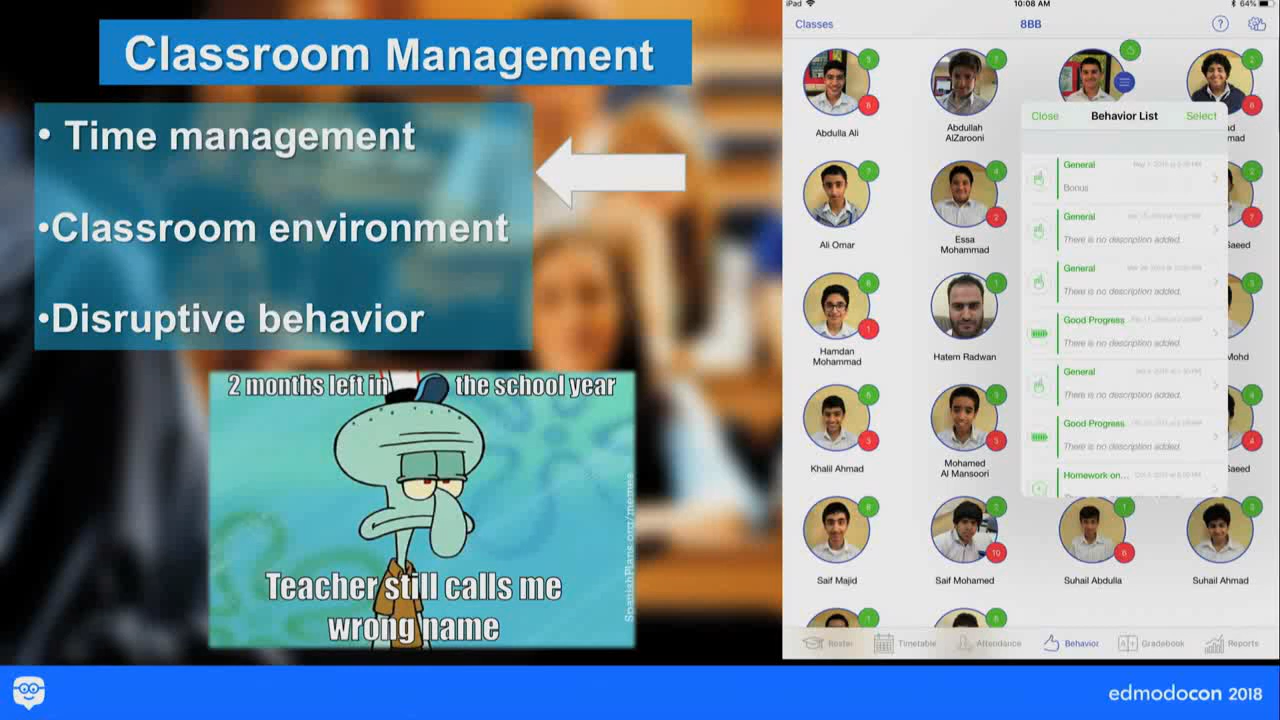 Classroom Management
• Time management
•Classroom environment
•Disruptive behavior
2 months left in the school year
Teacher still calls me
wrong name
SpanishPlans.org/memes
iPad
10:08 AM
64%
Classes
8BB
?
Abdulla Ali
Abdullah
AlZarooni
Ali Omar
Essa
Mohammad
Hamdan
Mohammad
Hatem Radwan
Khalil Ahmad
Mohamed
Al Mansoori
Saif Majid
Saif Mohamed
Suhail Abdulla
Suhail Ahmad
Close
Behavior List
Select
General
Bonus
General
There is no description added.
General
There is no description added.
Good Progress
There is no description added.
General
There is no description added.
Good Progress
There is no description added.
Homework on...
Saeed
Mohd
Saeed
Roster
Timetable
Attendance
Behavior
A+
Gradebook
Reports
edmodocon 2018